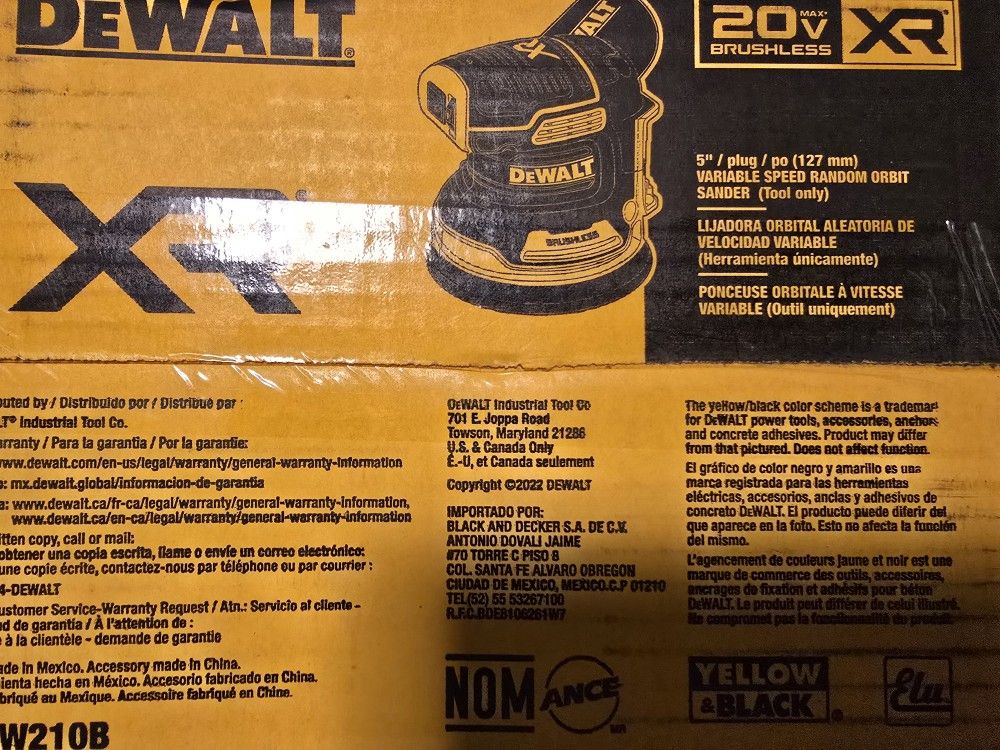 DEWALT®
20V MAX* XR®
BRUSHLESS
DEWALT
BRUSHLESS
XR
5" / plug / po (127 mm)
VARIABLE SPEED RANDOM ORBIT
SANDER (Tool only)
LIJADORA ORBITAL ALEATORIA DE
VELOCIDAD VARIABLE
(Herramienta únicamente)
PONCEUSE ORBITALE À VITESSE
VARIABLE (Outil uniquement)
uted by / Distribuido por / Distribué par :
T® Industrial Tool Co.
rranty / Para la garantia / Por la garantie:
www.dewalt.com/en-us/legal/warranty/general-warranty-information
: mx.dewalt.global/informacion-de-garantia
a: www.dewalt.ca/fr-ca/legal/warranty/general-warranty-information,
www.dewalt.ca/en-ca/legal/warranty/general-warranty-information
itten copy, call or mail:
obtener una copia escrita, llame o envíe un correo electrónico:
une copie écrite, contactez-nous par téléphone ou par courrier :
4-DEWALT
ustomer Service-Warranty Request / Atn.: Servicio al cliente -
ud de garantia / À l'attention de :
e à la clientèle - demande de garantie
ade in Mexico. Accessory made in China.
ienta hecha en México. Accesorio fabricado en China.
briqué au Mexique. Accessoire fabriqué en Chine.
W210B
DEWALT Industrial Tool Co
701 E. Joppa Road
Towson, Maryland 21286
U.S. & Canada Only
É.-U, et Canada seulement
Copyright ©2022 DEWALT
IMPORTADO POR:
BLACK AND DECKER S.A. DE C.V.
ANTONIO DOVALI JAIME
#70 TORRE C PISO 8
COL. SANTA FE ALVARO OBREGON
CIUDAD DE MEXICO, MEXICO.C.P 01210
TEL(52) 55 53267100
R.F.C.BDE8106261W7
NOM ANCE
The yellow/black color scheme is a trademar
for DEWALT power tools, accessories, anchors
and concrete adhesives. Product may differ
from that pictured. Does not affect function.
El gráfico de color negro y amarillo es una
marca registrada para las herramientas
eléctricas, accesorios, anclas y adhesivos de
concreto DEWALT. El producto puede diferir del
que aparece en la foto. Esto no afecta la función
del mismo.
L'agencement de couleurs jaune et noir est une
marque de commerce des outils, accessoires,
ancrages de fixation et adhésifs pour béton
DEWALT. Le produit peut différer de celui illustré.
Ne compromet pas la fonctionnalité du produit.
YELLOW
&BLACK®
Elu